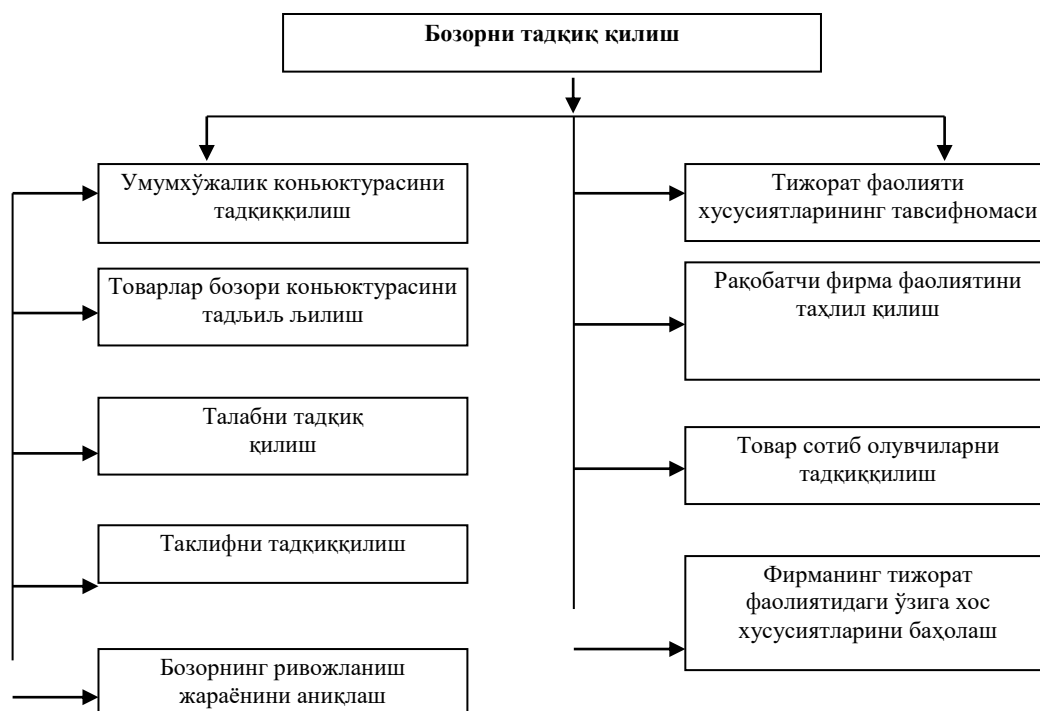 Бозорни тадқиқ қилиш
Умумхўжалик коньюктурасини
тадқиққилиш
Товарлар бозори коньюктурасини
тадљиљ љилиш
Талабни тадқиқ
қилиш
Таклифни тадқиққилиш
Бозорнинг ривожланиш
жараёнини аниқлаш
Тижорат фаолияти
хусусиятларининг тавсифномаси
Рақобатчи фирма фаолиятини
таҳлил қилиш
Товар сотиб олувчиларни
тадқиққилиш
Фирманинг тижорат
фаолиятидаги ўзига хос
хусусиятларини баҳолаш